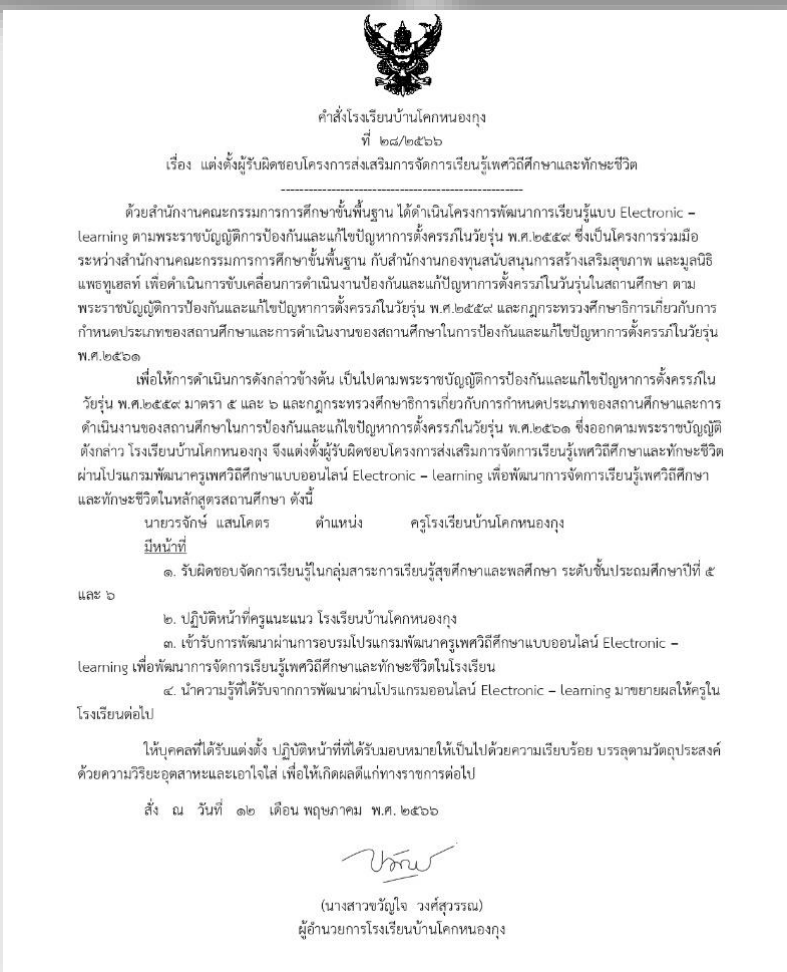 คำสั่งโรงเรียนบ้านโคกหนองกุง
ที่ ๒๘/๒๕๖๖
เรื่อง แต่งตั้งผู้รับผิดชอบโครงการส่งเสริมการจัดการเรียนรู้เพศวิถีศึกษาและทักษะชีวิต
-----------------------------------------------------
ด้วยสำนักงานคณะกรรมการการศึกษาขั้นพื้นฐาน ได้ดำเนินโครงการพัฒนาการเรียนรู้แบบ Electronic –
learning ตามพระราชบัญญัติการป้องกันและแก้ไขปัญหาการตั้งครรภ์ในวัยรุ่น พ.ศ.๒๕๕๙ ซึ่งเป็นโครงการร่วมมือ
ระหว่างสำนักงานคณะกรรมการการศึกษาขั้นพื้นฐาน กับสำนักงานกองทุนสนับสนุนการสร้างเสริมสุขภาพ และมูลนิธิ
แพธทูเฮลท์ เพื่อดำเนินการขับเคลื่อนการดำเนินงานป้องกันและแก้ปัญหาการตั้งครรภ์ในวันรุ่นในสถานศึกษา ตาม
พระราชบัญญัติการป้องกันและแก้ไขปัญหาการตั้งครรภ์ในวัยรุ่น พ.ศ.๒๕๕๙ และกฎกระทรวงศึกษาธิการเกี่ยวกับการ
กำหนดประเภทของสถานศึกษาและการดำเนินงานของสถานศึกษาในการป้องกันและแก้ไขปัญหาการตั้งครรภ์ในวัยรุ่น
พ.ศ.๒๕๖๑
เพื่อให้การดำเนินการดังกล่าวข้างต้น เป็นไปตามพระราชบัญญัติการป้องกันและแก้ไขปัญหาการตั้งครรภ์ใน
วัยรุ่น พ.ศ.๒๕๕๙ มาตรา ๕ และ ๖ และกฎกระทรวงศึกษาธิการเกี่ยวกับการกำหนดประเภทของสถานศึกษาและการ
ดำเนินงานของสถานศึกษาในการป้องกันและแก้ไขปัญหาการตั้งครรภ์ในวัยรุ่น พ.ศ.๒๕๖๑ ซึ่งออกตามพระราชบัญญัติ
ดังกล่าว โรงเรียนบ้านโคกหนองกุง จึงแต่งตั้งผู้รับผิดชอบโครงการส่งเสริมการจัดการเรียนรู้เพศวิถีศึกษาและทักษะชีวิต
ผ่านโปรแกรมพัฒนาครูเพศวิถีศึกษาแบบออนไลน์ Electronic – learning เพื่อพัฒนาการจัดการเรียนรู้เพศวิถีศึกษา
และทักษะชีวิตในหลักสูตรสถานศึกษา ดังนี้
นายวรจักษ์ แสนโคตร ตำแหน่ง ครูโรงเรียนบ้านโคกหนองกุง
มีหน้าที่
๑. รับผิดชอบจัดการเรียนรู้ในกลุ่มสาระการเรียนรู้สุขศึกษาและพลศึกษา ระดับชั้นประถมศึกษาปีที่ ๕
และ ๖
๒. ปฏิบัติหน้าที่ครูแนะแนว โรงเรียนบ้านโคกหนองกุง
๓. เข้ารับการพัฒนาผ่านการอบรมโปรแกรมพัฒนาครูเพศวิถีศึกษาแบบออนไลน์ Electronic –
learning เพื่อพัฒนาการจัดการเรียนรู้เพศวิถีศึกษาและทักษะชีวิตในโรงเรียน
๔. นำความรู้ที่ได้รับจากการพัฒนาผ่านโปรแกรมออนไลน์ Electronic – learning มาขยายผลให้ครูใน
โรงเรียนต่อไป
ให้บุคคลที่ได้รับแต่งตั้ง ปฏิบัติหน้าที่ที่ได้รับมอบหมายให้เป็นไปด้วยความเรียบร้อย บรรลุตามวัตถุประสงค์
ด้วยความวิริยะอุตสาหะและเอาใจใส่ เพื่อให้เกิดผลดีแก่ทางราชการต่อไป
สั่ง ณ วันที่ ๑๒ เดือน พฤษภาคม พ.ศ. ๒๕๖๖
(นางสาวขวัญใจ วงศ์สุวรรณ)
ผู้อำนวยการโรงเรียนบ้านโคกหนองกุง